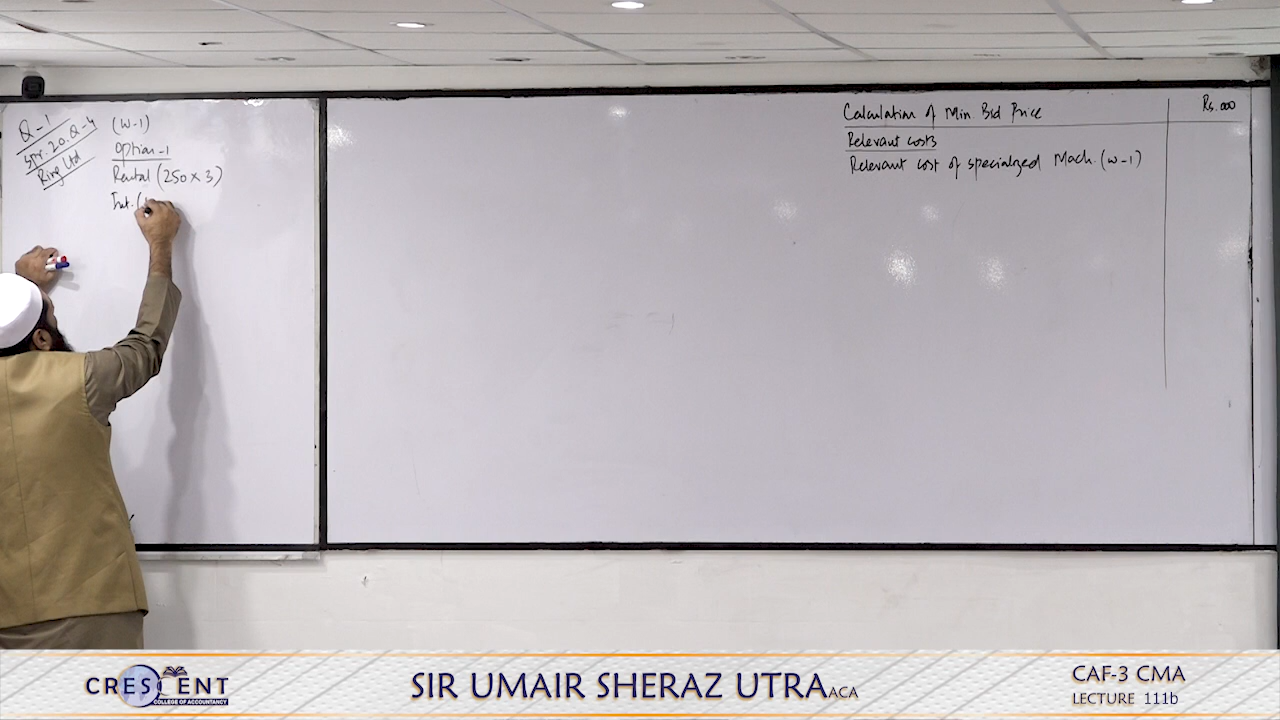 Q-1
Spr. 20. Q-4
Ring Ltd
(W-1)
Option-1
Rental (250 × 3)
Int. (
Calculation of Min. Bid Price
Rs. 000
Relevant costs
Relevant cost of specialized Mach. (W-1)
CRESCENT
COLLEGE OF ACCOUNTANCY
SIR UMAIR SHERAZ UTRA ACA
CAF-3 CMA
LECTURE 111b